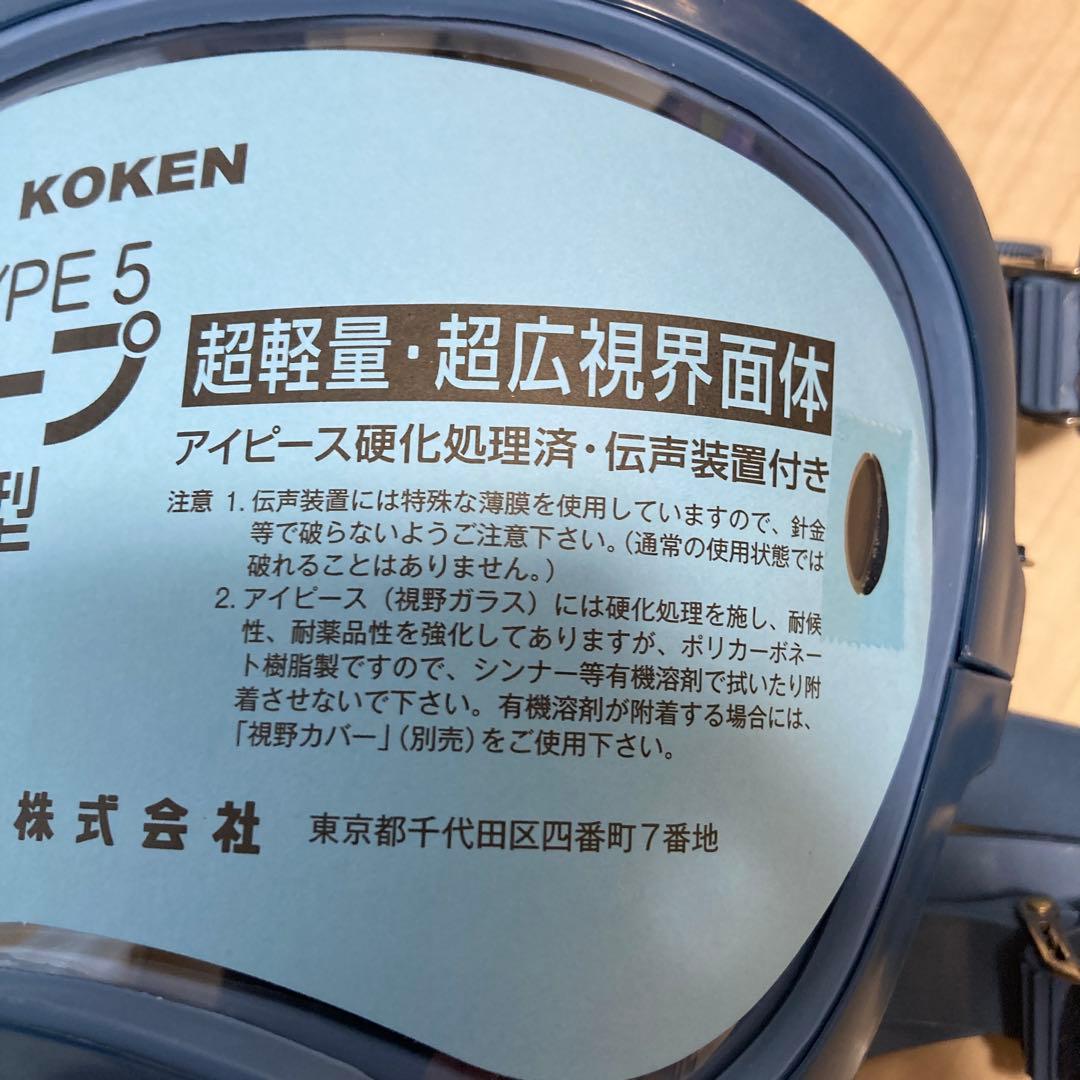 KOKEN
YPE 5
ープ
型
超軽量・超広視界面体
アイピース硬化処理済・伝声装置付き
注意 1. 伝声装置には特殊な薄膜を使用していますので、針金
等で破らないようご注意下さい。(通常の使用状態では
破れることはありません。)
2. アイピース（視野ガラス）には硬化処理を施し、耐候
性、耐薬品性を強化してありますが、ポリカーボネー
ト樹脂製ですので、シンナー等有機溶剤で拭いたり附
着させないで下さい。有機溶剤が附着する場合には、
「視野カバー」(別売)をご使用下さい。
株式会社 東京都千代田区四番町7番地